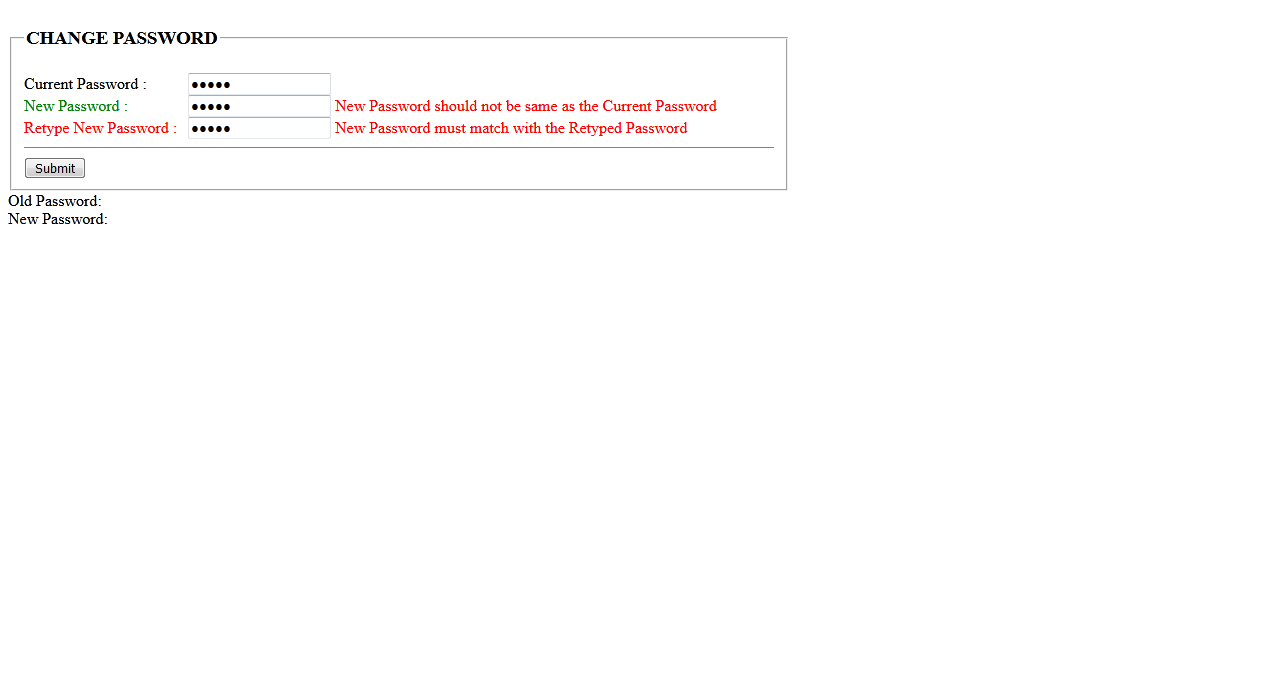 CHANGE PASSWORD
Current Password : •••••
New Password : ••••• New Password should not be same as the Current Password
Retype New Password : ••••• New Password must match with the Retyped Password
Submit
Old Password:
New Password: